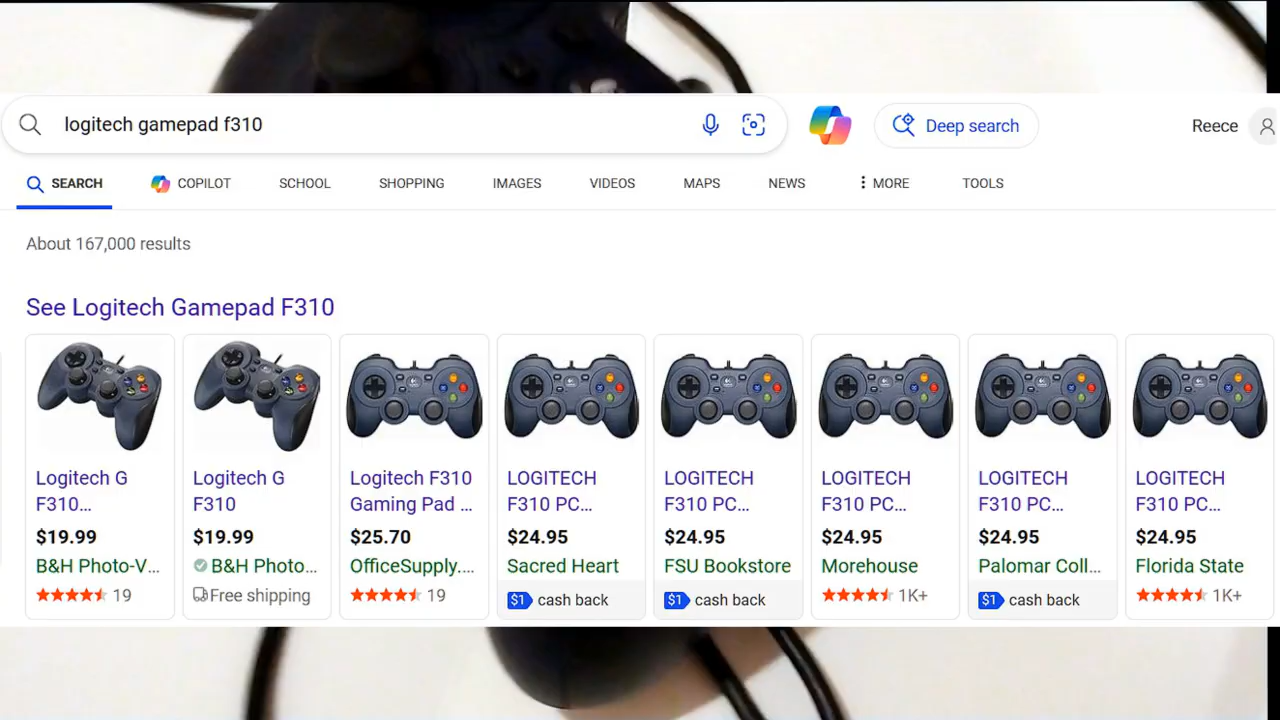 logitech gamepad f310
Deep search
Reece
SEARCH
COPILOT
SCHOOL
SHOPPING
IMAGES
VIDEOS
MAPS
NEWS
MORE
TOOLS
About 167,000 results
See Logitech Gamepad F310
Logitech G
F310...
$19.99
B&H Photo-V...
19
Logitech G
F310
$19.99
B&H Photo...
Free shipping
Logitech F310
Gaming Pad ...
$25.70
OfficeSupply....
19
LOGITECH
F310 PC...
$24.95
Sacred Heart
$1 cash back
LOGITECH
F310 PC...
$24.95
FSU Bookstore
$1 cash back
LOGITECH
F310 PC...
$24.95
Morehouse
1K+
LOGITECH
F310 PC...
$24.95
Palomar Coll...
$1 cash back
LOGITECH
F310 PC...
$24.95
Florida State
1K+